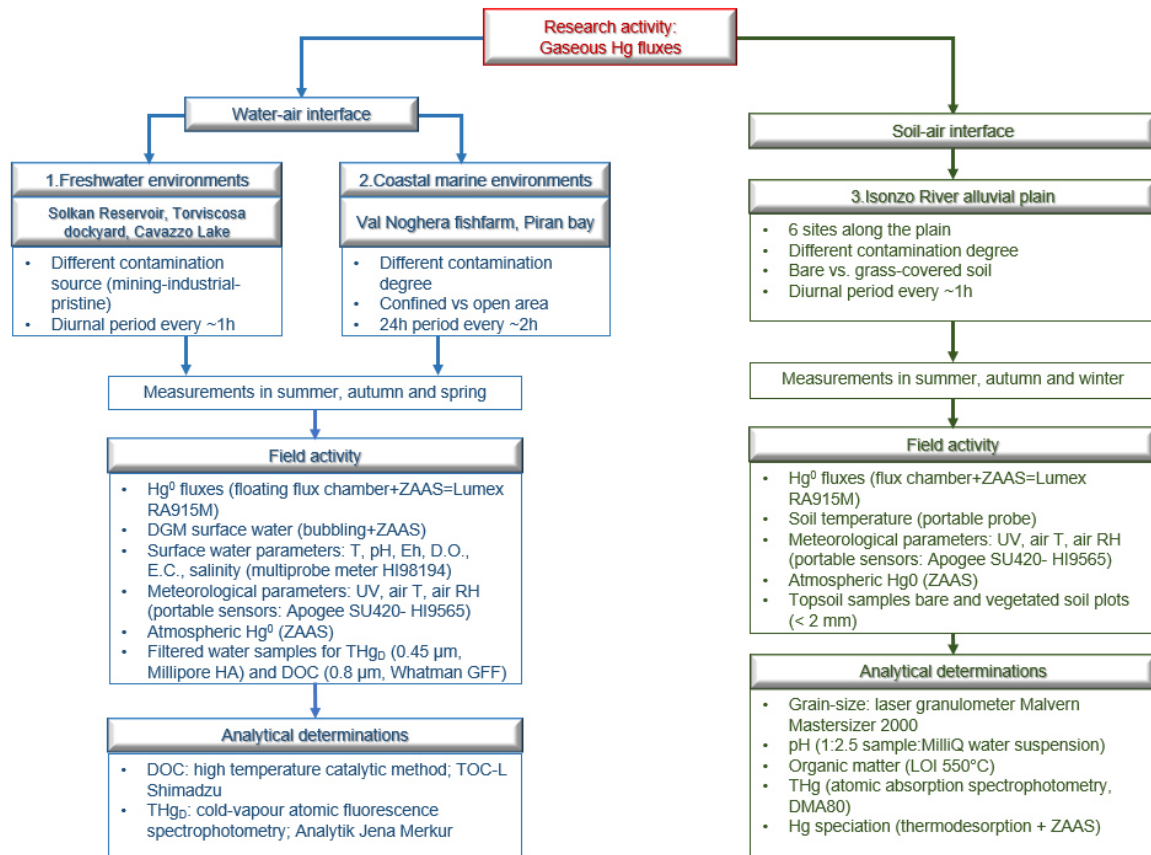 Research activity:
Gaseous Hg fluxes
Water-air interface
1.Freshwater environments
Solkan Reservoir, Torviscosa
dockyard, Cavazzo Lake
• Different contamination
source (mining-industrial-
pristine)
• Diurnal period every ~1h
2.Coastal marine environments
Val Noghera fishfarm, Piran bay
• Different contamination
degree
• Confined vs open area
• 24h period every ~2h
Measurements in summer, autumn and spring
Field activity
• Hg⁰ fluxes (floating flux chamber+ZAAS=Lumex
RA915M)
• DGM surface water (bubbling+ZAAS)
• Surface water parameters: T, pH, Eh, D.O.,
E.C., salinity (multiprobe meter HI98194)
• Meteorological parameters: UV, air T, air RH
(portable sensors: Apogee SU420- HI9565)
• Atmospheric Hg⁰ (ZAAS)
• Filtered water samples for THg_D (0.45 µm,
Millipore HA) and DOC (0.8 µm, Whatman GFF)
Analytical determinations
• DOC: high temperature catalytic method; TOC-L
Shimadzu
• THg_D: cold-vapour atomic fluorescence
spectrophotometry; Analytik Jena Merkur
Soil-air interface
3.Isonzo River alluvial plain
• 6 sites along the plain
• Different contamination degree
• Bare vs. grass-covered soil
• Diurnal period every ~1h
Measurements in summer, autumn and winter
Field activity
• Hg⁰ fluxes (flux chamber+ZAAS=Lumex
RA915M)
• Soil temperature (portable probe)
• Meteorological parameters: UV, air T, air RH
(portable sensors: Apogee SU420- HI9565)
• Atmospheric Hg0 (ZAAS)
• Topsoil samples bare and vegetated soil plots
(< 2 mm)
Analytical determinations
• Grain-size: laser granulometer Malvern
Mastersizer 2000
• pH (1:2.5 sample:MilliQ water suspension)
• Organic matter (LOI 550°C)
• THg (atomic absorption spectrophotometry,
DMA80)
• Hg speciation (thermodesorption + ZAAS)